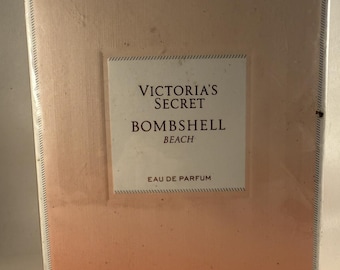 VICTORIA'S
SECRET
BOMBSHELL
BEACH
EAU DE PARFUM